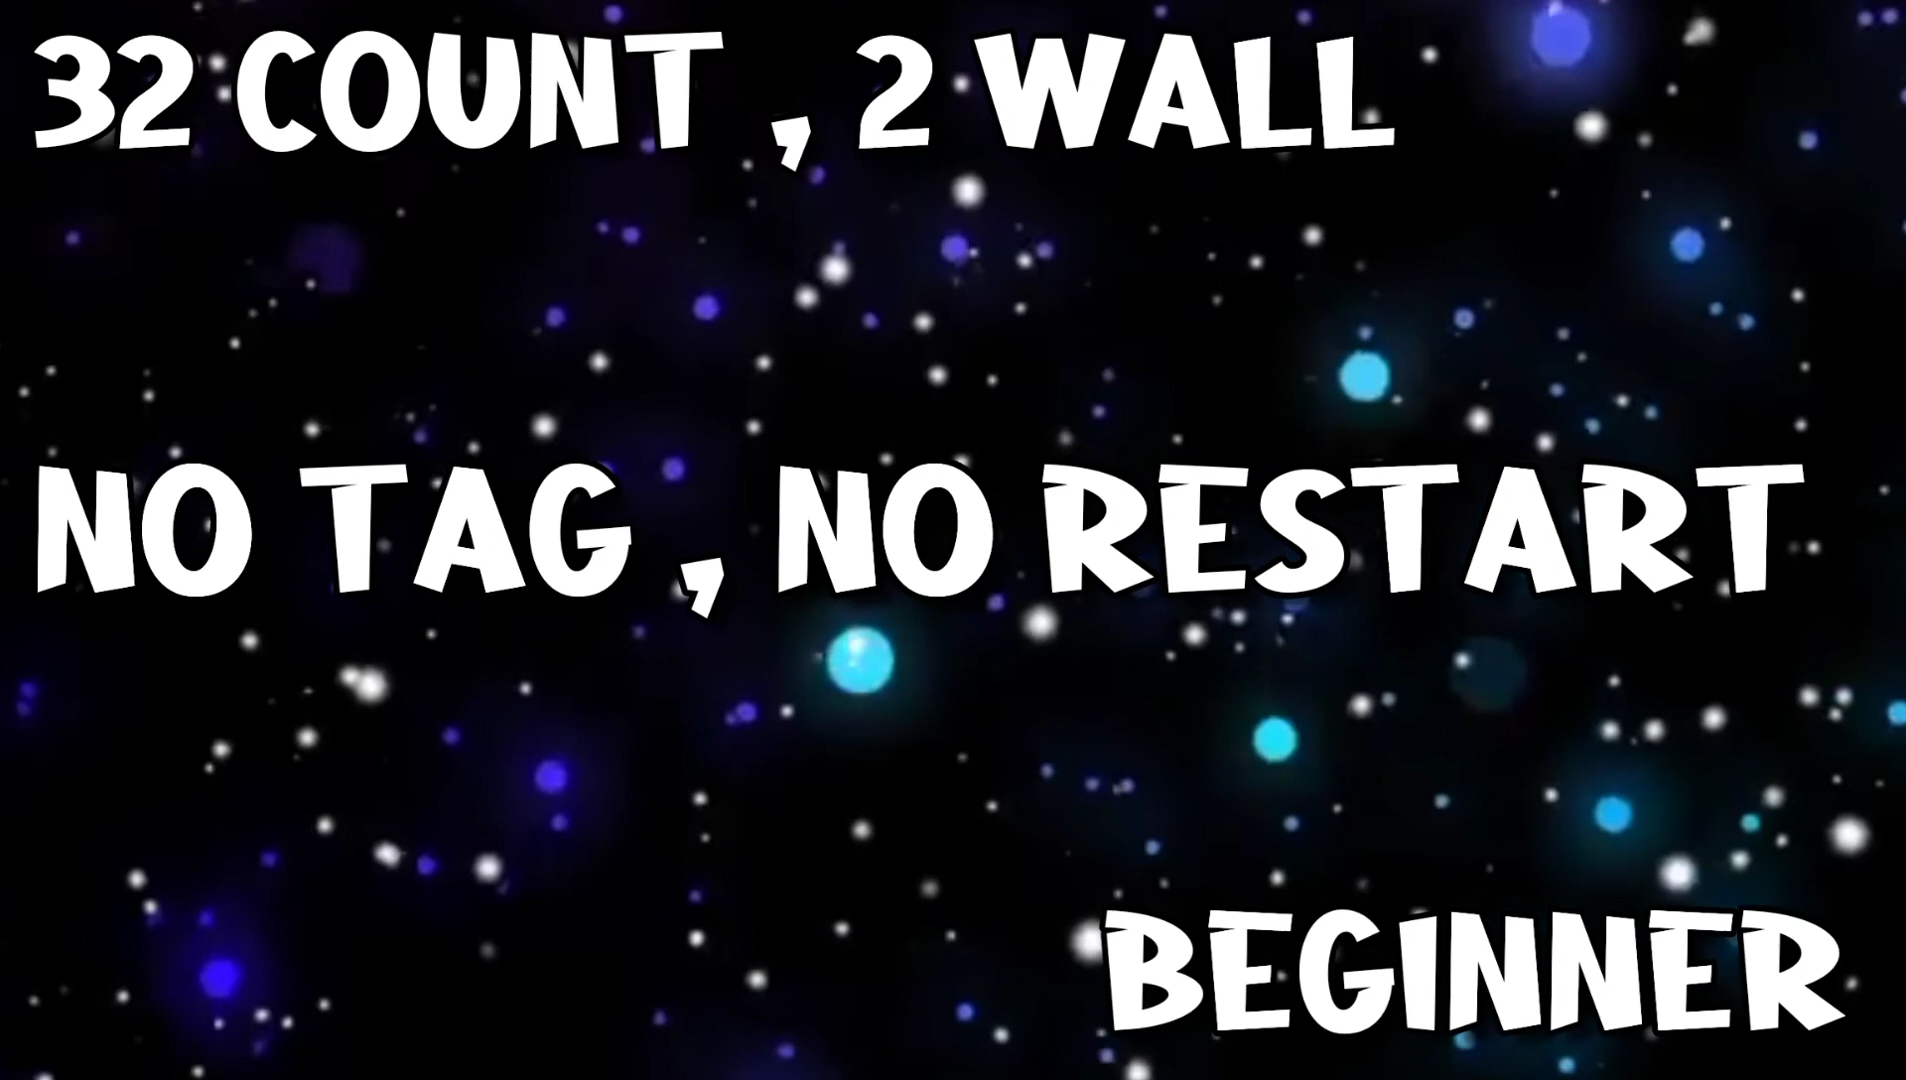 32 COUNT , 2 WALL
NO TAG , NO RESTART
BEGINNER